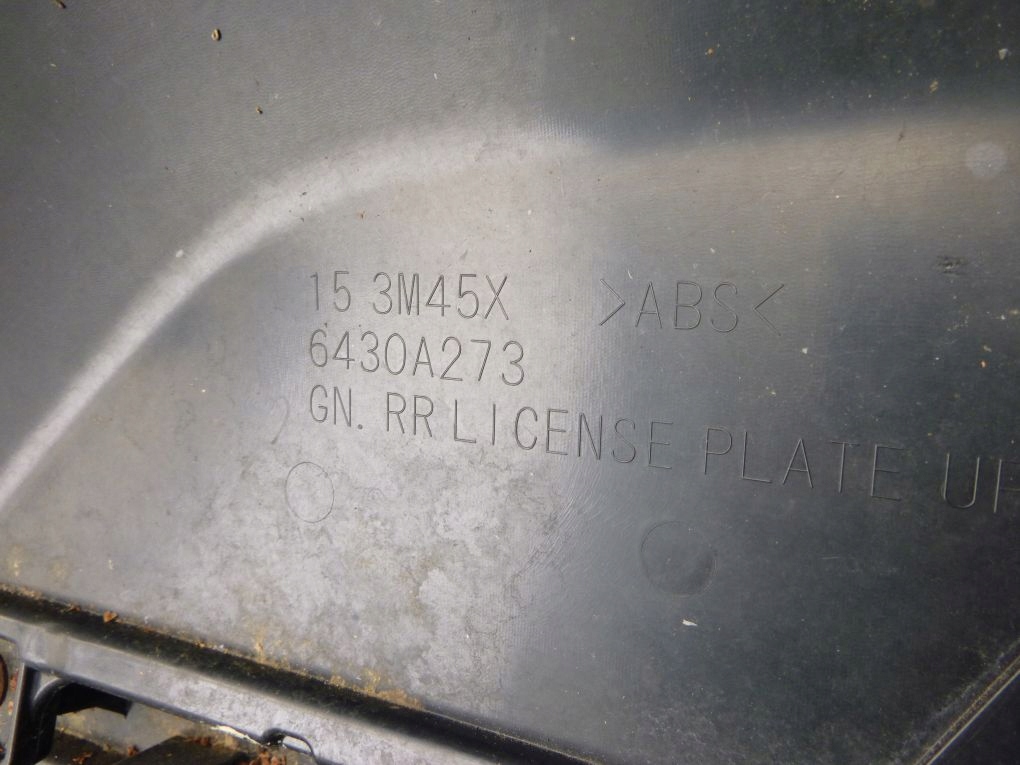 15 3M45X >ABS<
6430A273
GN. RR LICENSE PLATE